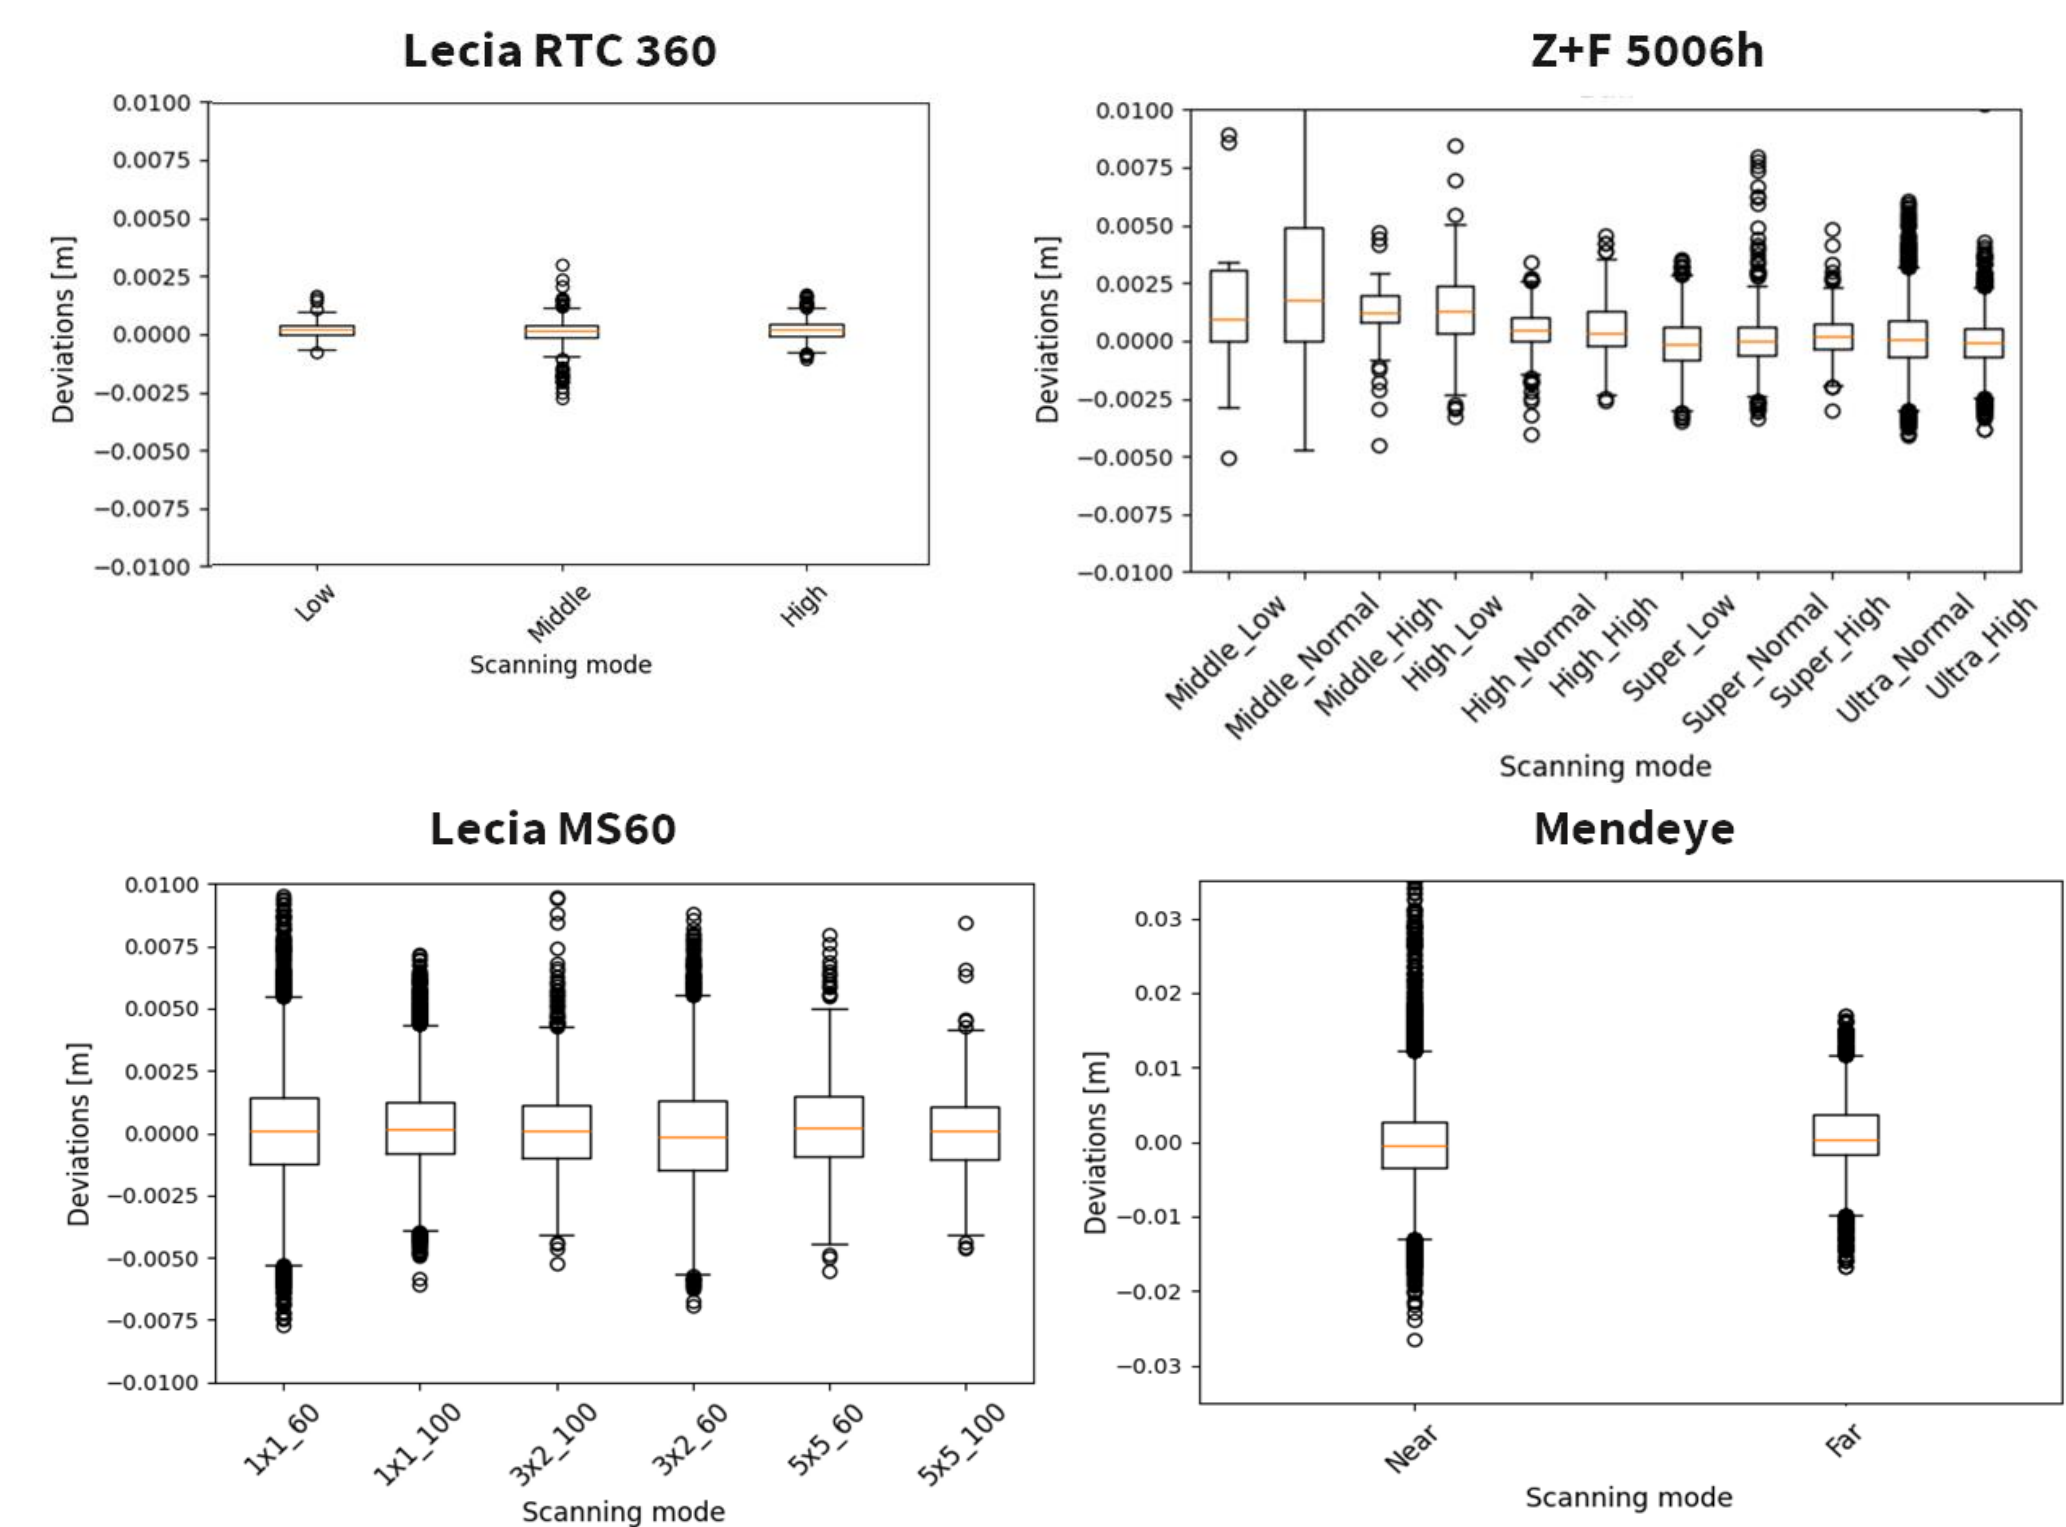 Lecia RTC 360
0.0100
0.0075
0.0050
0.0025
0.0000
−0.0025
−0.0050
−0.0075
−0.0100
Deviations [m]
Low
Middle
High
Scanning mode
Z+F 5006h
0.0100
0.0075
0.0050
0.0025
0.0000
−0.0025
−0.0050
−0.0075
−0.0100
Deviations [m]
Middle_Low
Middle_Normal
Middle_High
High_Low
High_Normal
High_High
Super_Low
Super_Normal
Super_High
Ultra_Normal
Ultra_High
Scanning mode
Lecia MS60
0.0100
0.0075
0.0050
0.0025
0.0000
−0.0025
−0.0050
−0.0075
−0.0100
Deviations [m]
1x1_60
1x1_100
3x2_100
3x2_60
5x5_60
5x5_100
Scanning mode
Mendeye
0.03
0.02
0.01
0.00
−0.01
−0.02
−0.03
Deviations [m]
Near
Far
Scanning mode